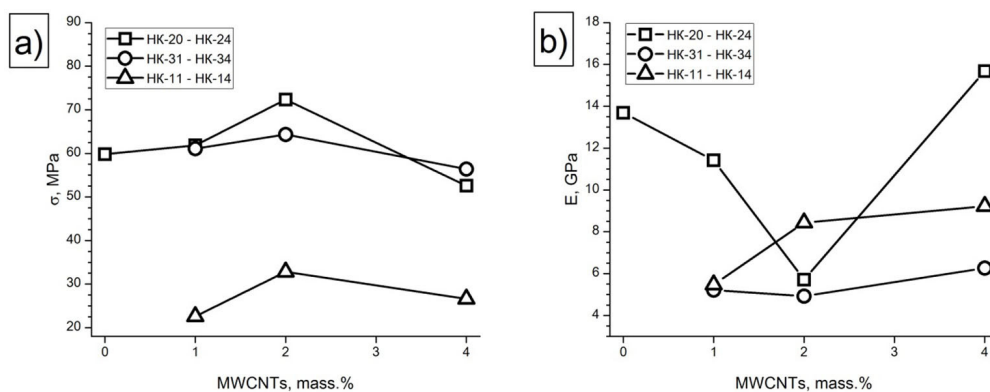 a)
HK-20 - HK-24
HK-31 - HK-34
HK-11 - HK-14
90
80
70
60
50
40
30
20
σ, MPa
0
1
2
3
4
MWCNTs, mass.%
b)
HK-20 - HK-24
HK-31 - HK-34
HK-11 - HK-14
18
16
14
12
10
8
6
4
E, GPa
0
1
2
3
4
MWCNTs, mass.%